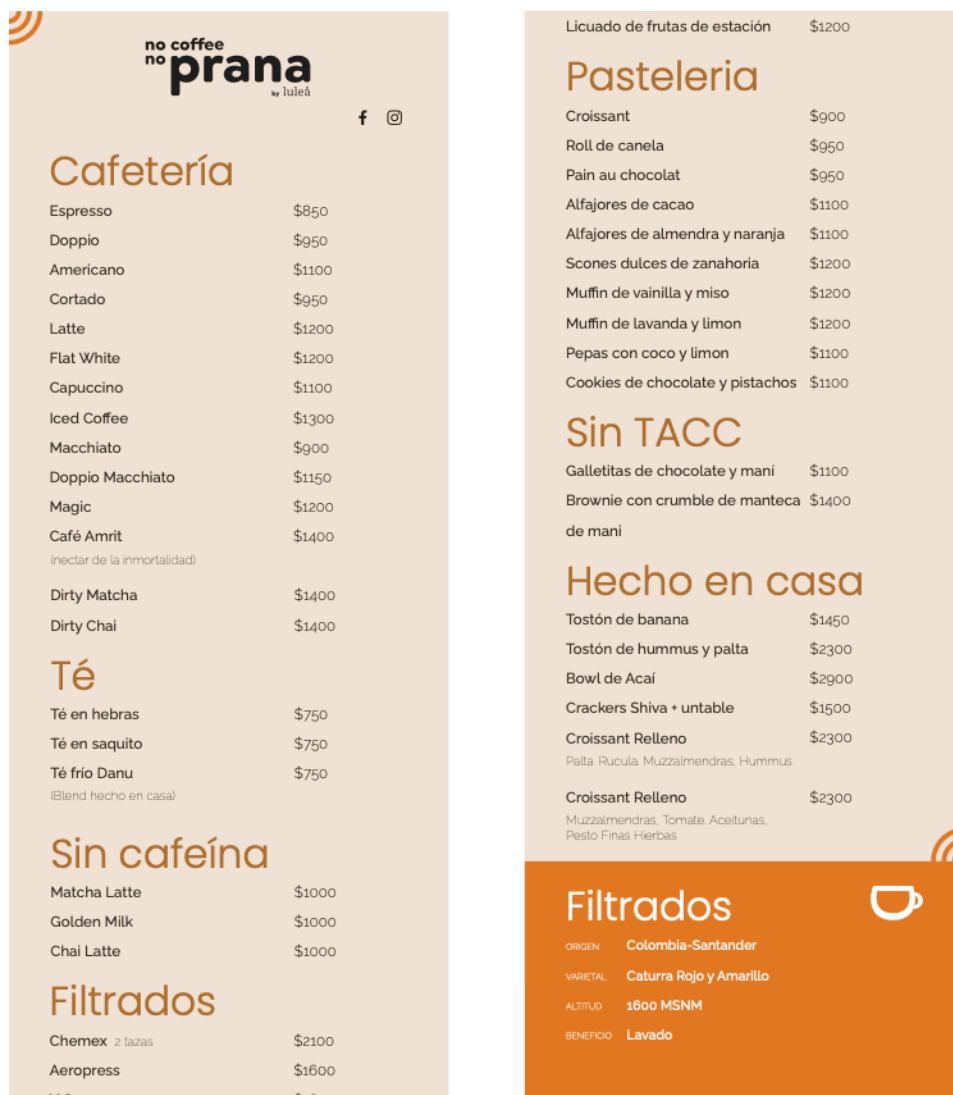 no coffee
no prana
by luleå
Cafetería
Espresso $850
Doppio $950
Americano $1100
Cortado $950
Latte $1200
Flat White $1200
Capuccino $1100
Iced Coffee $1300
Macchiato $900
Doppio Macchiato $1150
Magic $1200
Café Amrit $1400
(nectar de la inmortalidad)
Dirty Matcha $1400
Dirty Chai $1400
Té
Té en hebras $750
Té en saquito $750
Té frío Danu $750
(Blend hecho en casa)
Sin cafeína
Matcha Latte $1000
Golden Milk $1000
Chai Latte $1000
Filtrados
Chemex 2 tazas $2100
Aeropress $1600
Licuado de frutas de estación $1200
Pasteleria
Croissant $900
Roll de canela $950
Pain au chocolat $950
Alfajores de cacao $1100
Alfajores de almendra y naranja $1100
Scones dulces de zanahoria $1200
Muffin de vainilla y miso $1200
Muffin de lavanda y limon $1200
Pepas con coco y limon $1100
Cookies de chocolate y pistachos $1100
Sin TACC
Galletitas de chocolate y maní $1100
Brownie con crumble de manteca $1400
de mani
Hecho en casa
Tostón de banana $1450
Tostón de hummus y palta $2300
Bowl de Acaí $2900
Crackers Shiva + untable $1500
Croissant Relleno $2300
Palta. Rucula. Muzzalmendras, Hummus
Croissant Relleno $2300
Muzzalmendras, Tomate. Aceitunas,
Pesto Finas Hierbas
Filtrados
ORIGEN Colombia-Santander
VARIETAL Caturra Rojo y Amarillo
ALTITUD 1600 MSNM
BENEFICIO Lavado